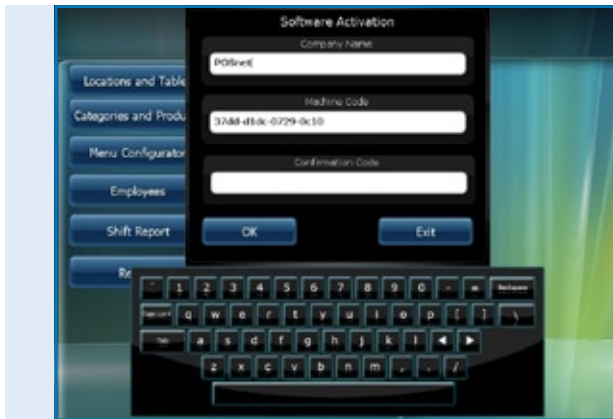 Software Activation
Company Name
POSnet
Machine Code
37dd-d1dc-0729-0c10
Confirmation Code
OK
Exit
Locations and Table
Categories and Produ
Menu Configurator
Employees
Shift Report
Re
` 1 2 3 4 5 6 7 8 9 0 - = Backspace
q w e r t y u i o p [ ] \
Tab a s d f g h j k l
z x c v b n m , . /